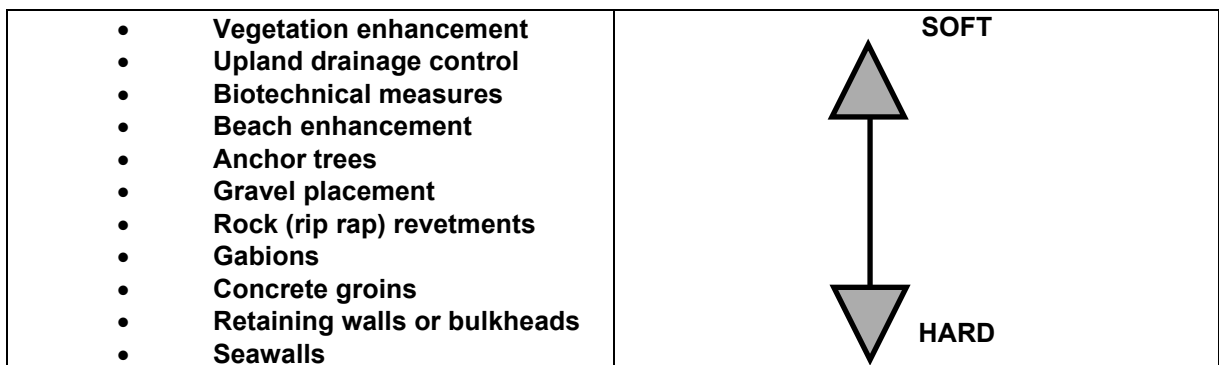 • Vegetation enhancement
• Upland drainage control
• Biotechnical measures
• Beach enhancement
• Anchor trees
• Gravel placement
• Rock (rip rap) revetments
• Gabions
• Concrete groins
• Retaining walls or bulkheads
• Seawalls
SOFT
HARD